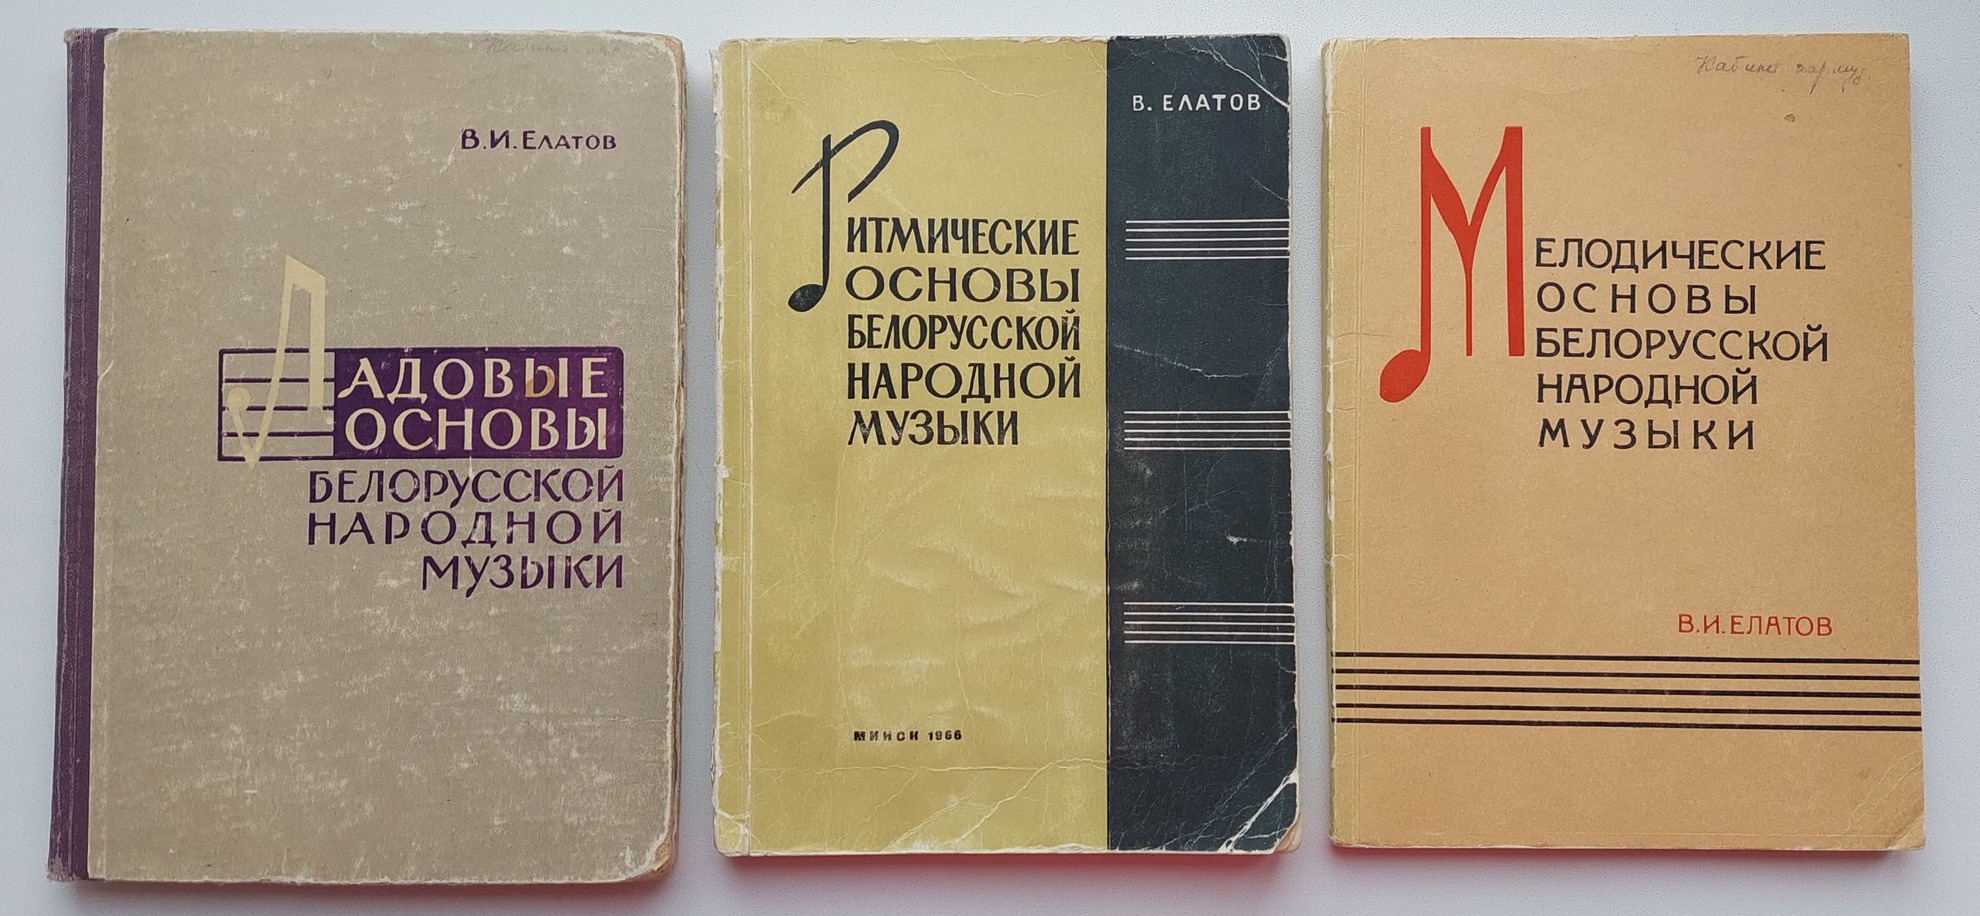 В.И.ЕЛАТОВ
ЛАДОВЫЕ
ОСНОВЫ
БЕЛОРУССКОЙ
НАРОДНОЙ
МУЗЫКИ
В. ЕЛАТОВ
РИТМИЧЕСКИЕ
ОСНОВЫ
БЕЛОРУССКОЙ
НАРОДНОЙ
МУЗЫКИ
МИНСК 1966
Кабинет
МЕЛОДИЧЕСКИЕ
ОСНОВЫ
БЕЛОРУССКОЙ
НАРОДНОЙ
МУЗЫКИ
В.И.ЕЛАТОВ